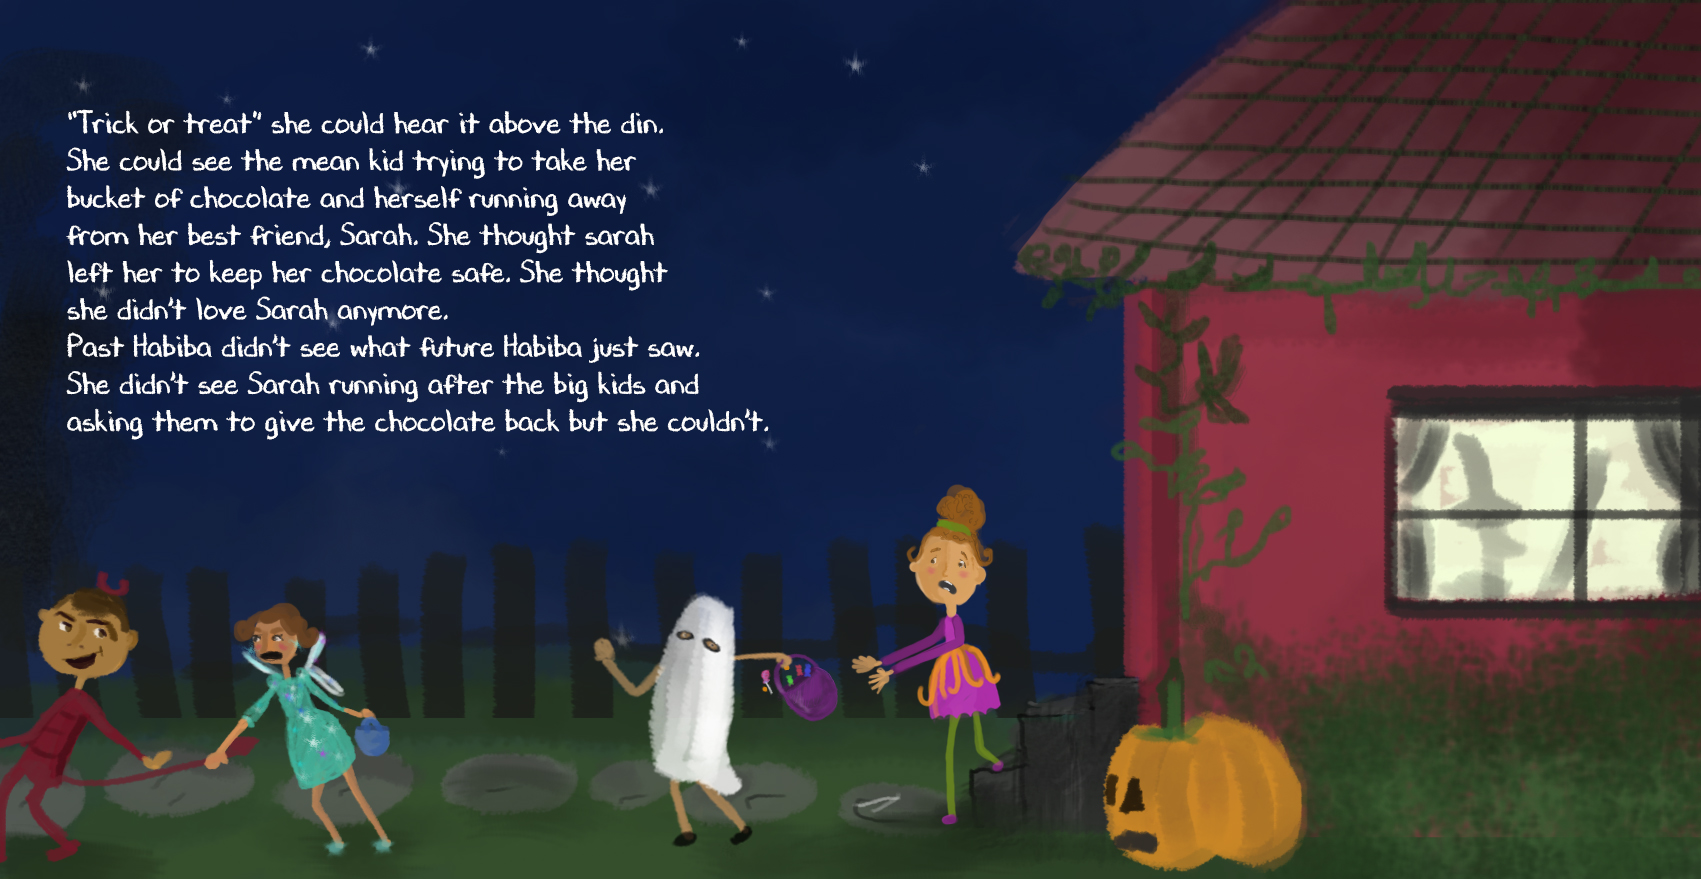 "Trick or treat" she could hear it above the din.
She could see the mean kid trying to take her
bucket of chocolate and herself running away
from her best friend, Sarah. She thought sarah
left her to keep her chocolate safe. She thought
she didn't love Sarah anymore.
Past Habiba didn't see what future Habiba just saw.
She didn't see Sarah running after the big kids and
asking them to give the chocolate back but she couldn't.